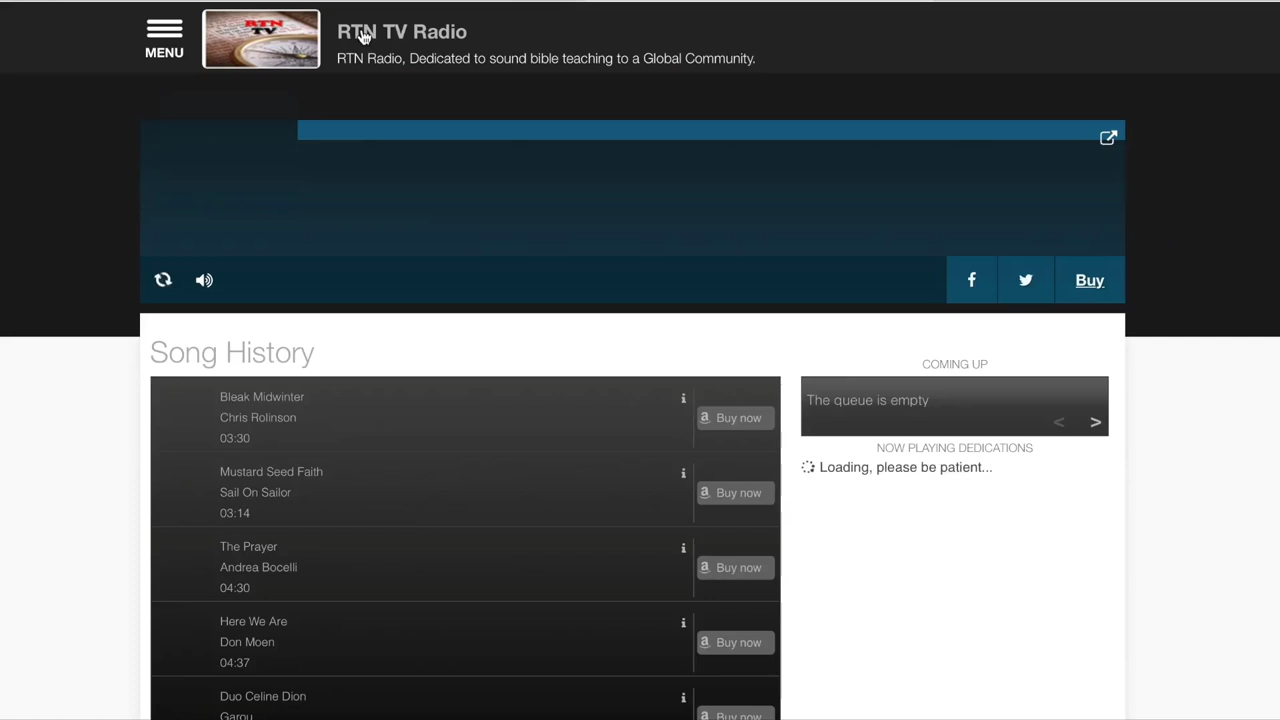 MENU
RTN
TV
RTN TV Radio
RTN Radio, Dedicated to sound bible teaching to a Global Community.
Buy
Song History
COMING UP
The queue is empty
< >
NOW PLAYING DEDICATIONS
Loading, please be patient...
Bleak Midwinter
Chris Rolinson
03:30
Buy now
Mustard Seed Faith
Sail On Sailor
03:14
Buy now
The Prayer
Andrea Bocelli
04:30
Buy now
Here We Are
Don Moen
04:37
Buy now
Duo Celine Dion
Garou
Buy now